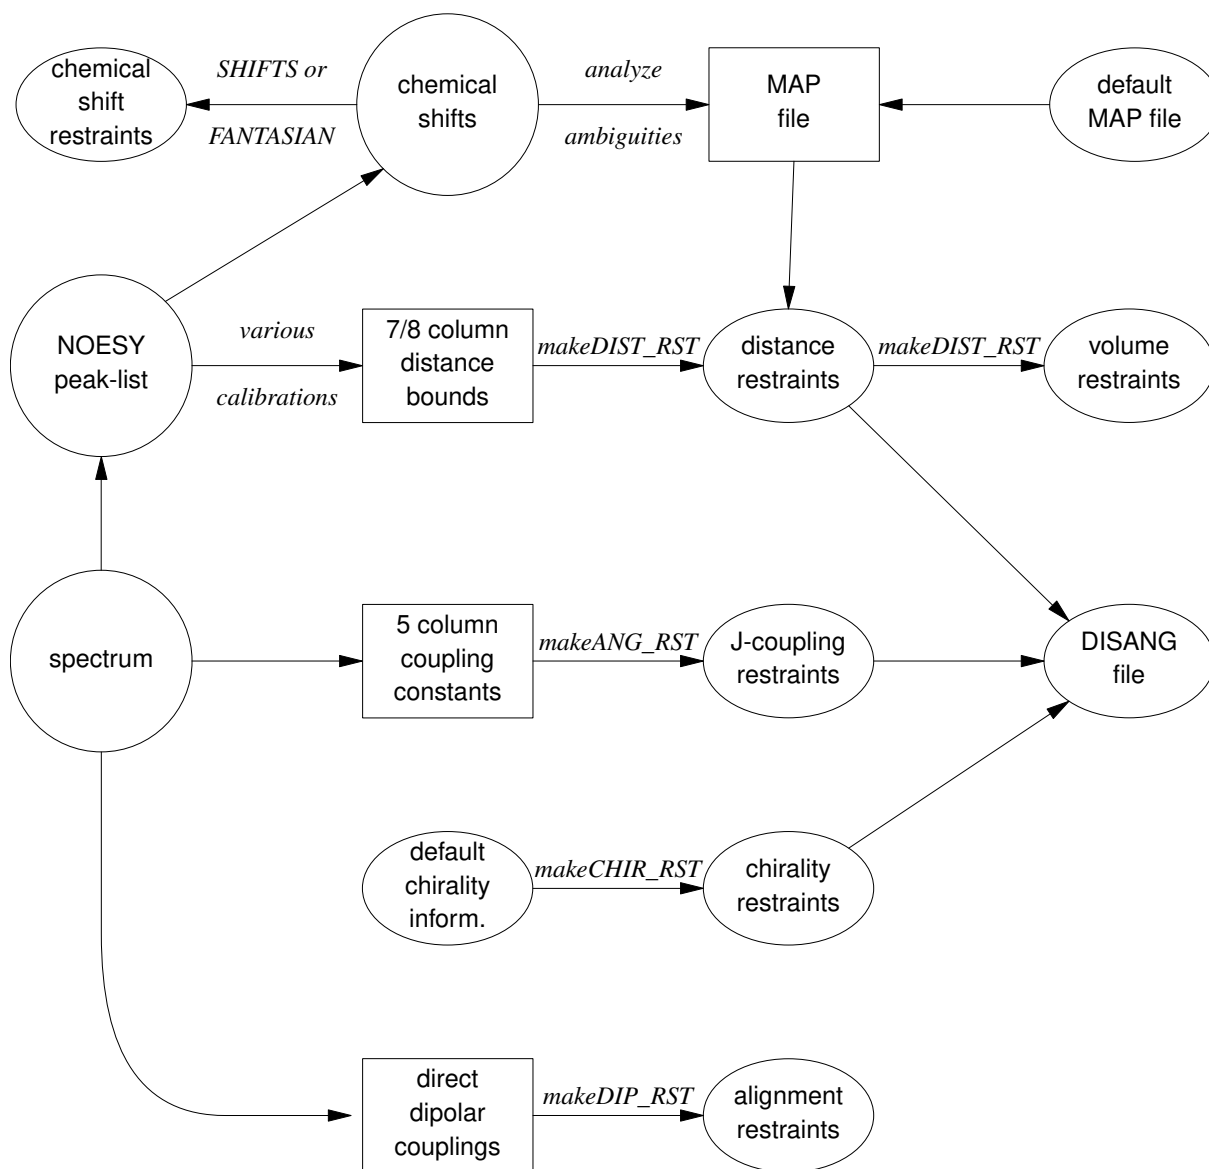 chemical
shift
restraints
SHIFTS or
FANTASIAN
chemical
shifts
analyze
ambiguities
MAP
file
default
MAP file
NOESY
peak-list
various
calibrations
7/8 column
distance
bounds
makeDIST_RST
distance
restraints
makeDIST_RST
volume
restraints
spectrum
5 column
coupling
constants
makeANG_RST
J-coupling
restraints
DISANG
file
default
chirality
inform.
makeCHIR_RST
chirality
restraints
direct
dipolar
couplings
makeDIP_RST
alignment
restraints